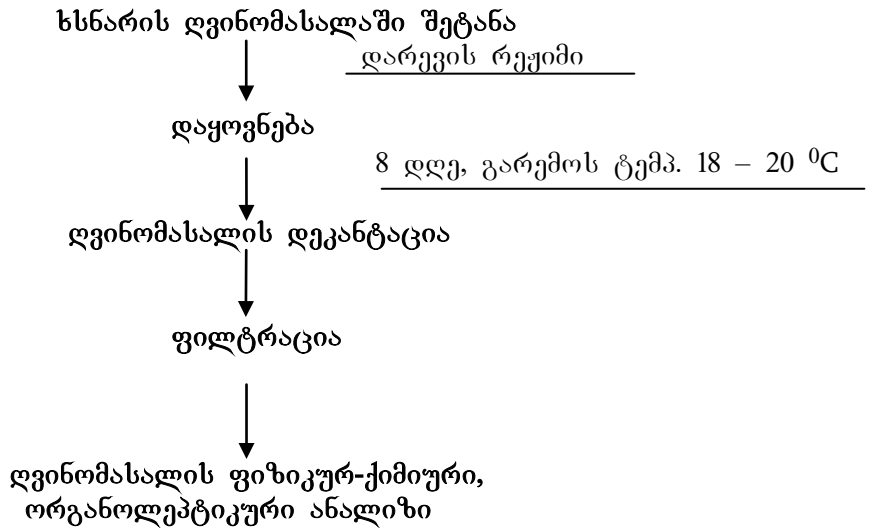 ხსნარის ღვინომასალაში შეტანა
დარევის რეჟიმი
დაყოვნება
8 დღე, გარემოს ტემპ. 18 – 20 ⁰C
ღვინომასალის დეკანტაცია
ფილტრაცია
ღვინომასალის ფიზიკურ-ქიმიური,
ორგანოლეპტიკური ანალიზი